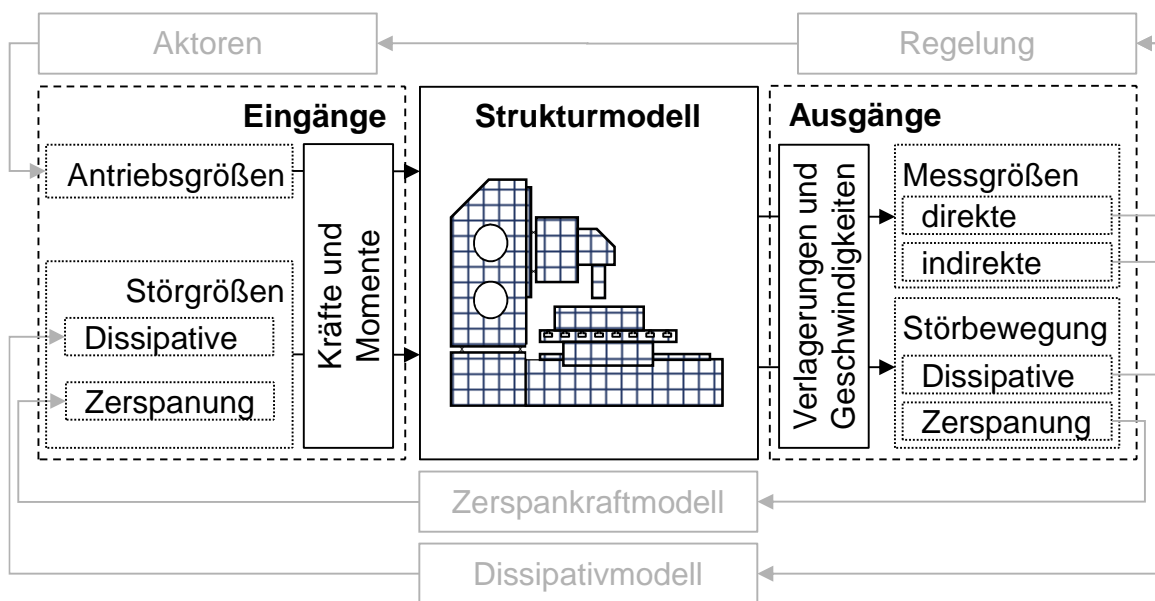 Aktoren
Regelung
Eingänge
Strukturmodell
Ausgänge
Antriebsgrößen
Störgrößen
Dissipative
Zerspanung
Kräfte und
Momente
Verlagerungen und
Geschwindigkeiten
Messgrößen
direkte
indirekte
Störbewegung
Dissipative
Zerspanung
Zerspankraftmodell
Dissipativmodell